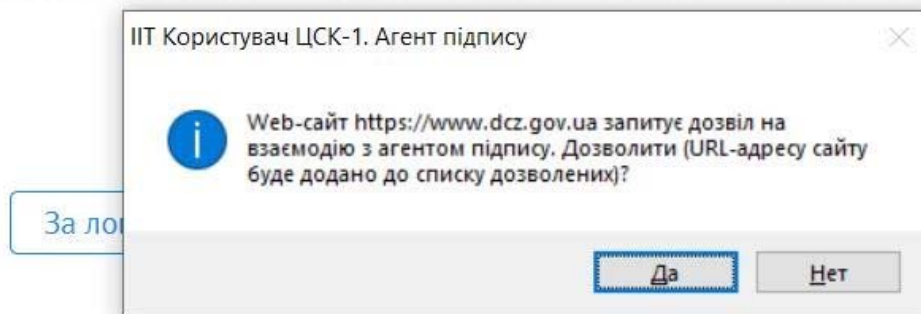 ІІТ Користувач ЦСК-1. Агент підпису
Web-сайт https://www.dcz.gov.ua запитує дозвіл на
взаємодію з агентом підпису. Дозволити (URL-адресу сайту
буде додано до списку дозволених)?
За
Да
Нет